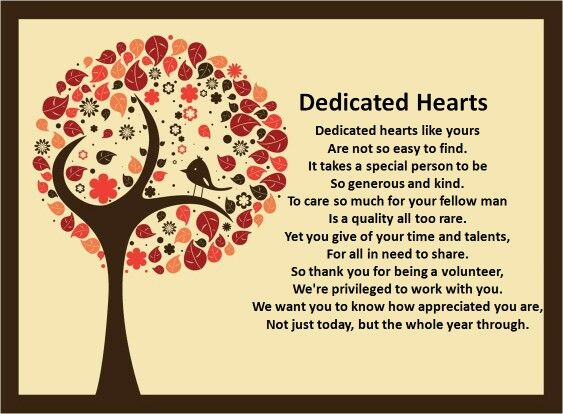 Dedicated Hearts
Dedicated hearts like yours
Are not so easy to find.
It takes a special person to be
So generous and kind.
To care so much for your fellow man
Is a quality all too rare.
Yet you give of your time and talents,
For all in need to share.
So thank you for being a volunteer,
We're privileged to work with you.
We want you to know how appreciated you are,
Not just today, but the whole year through.